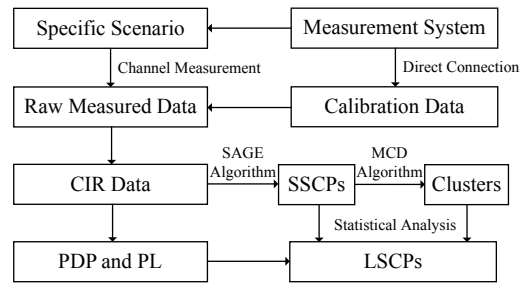 Specific Scenario
Measurement System
Channel Measurement
Direct Connection
Raw Measured Data
Calibration Data
SAGE
Algorithm
MCD
Algorithm
CIR Data
SSCPs
Clusters
Statistical Analysis
PDP and PL
LSCPs